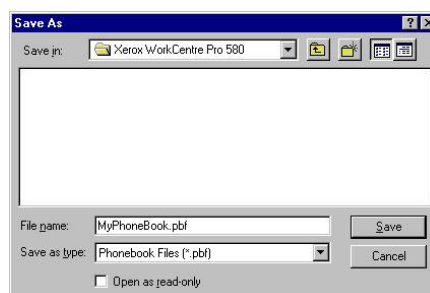 Save As
Save in: Xerox WorkCentre Pro 580
File name: MyPhoneBook.pbf Save
Save as type: Phonebook Files (*.pbf) Cancel
Open as read-only